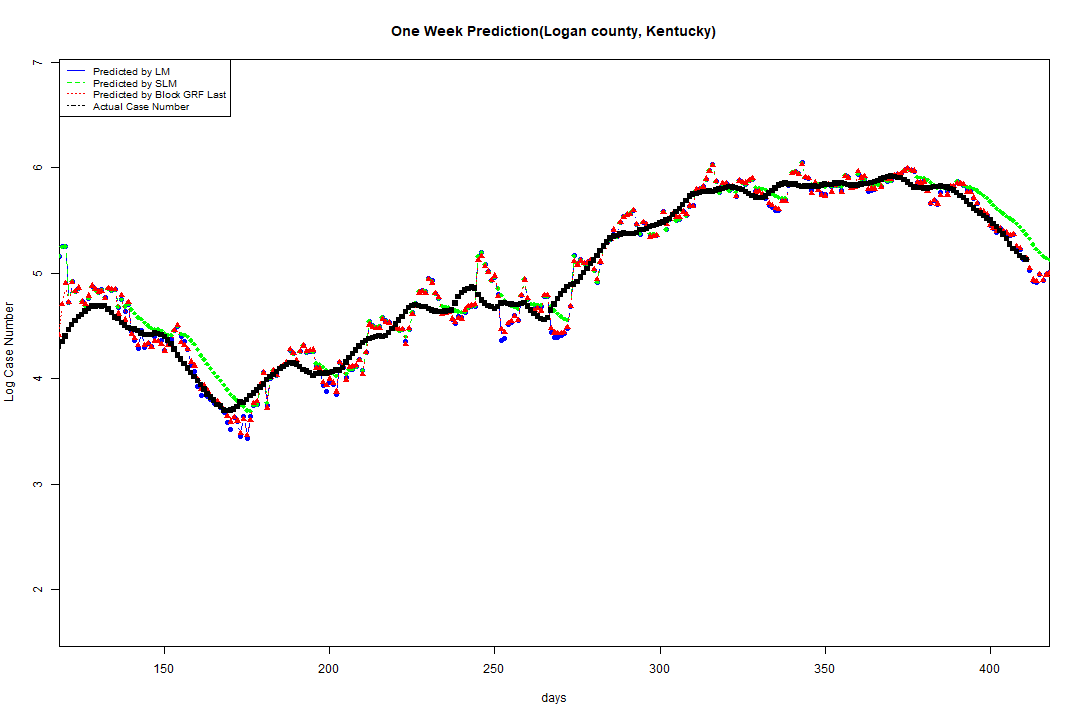 One Week Prediction(Logan county, Kentucky)
Predicted by LM
Predicted by SLM
Predicted by Block GRF Last
Actual Case Number
7
6
5
4
3
2
Log Case Number
150 200 250 300 350 400
days